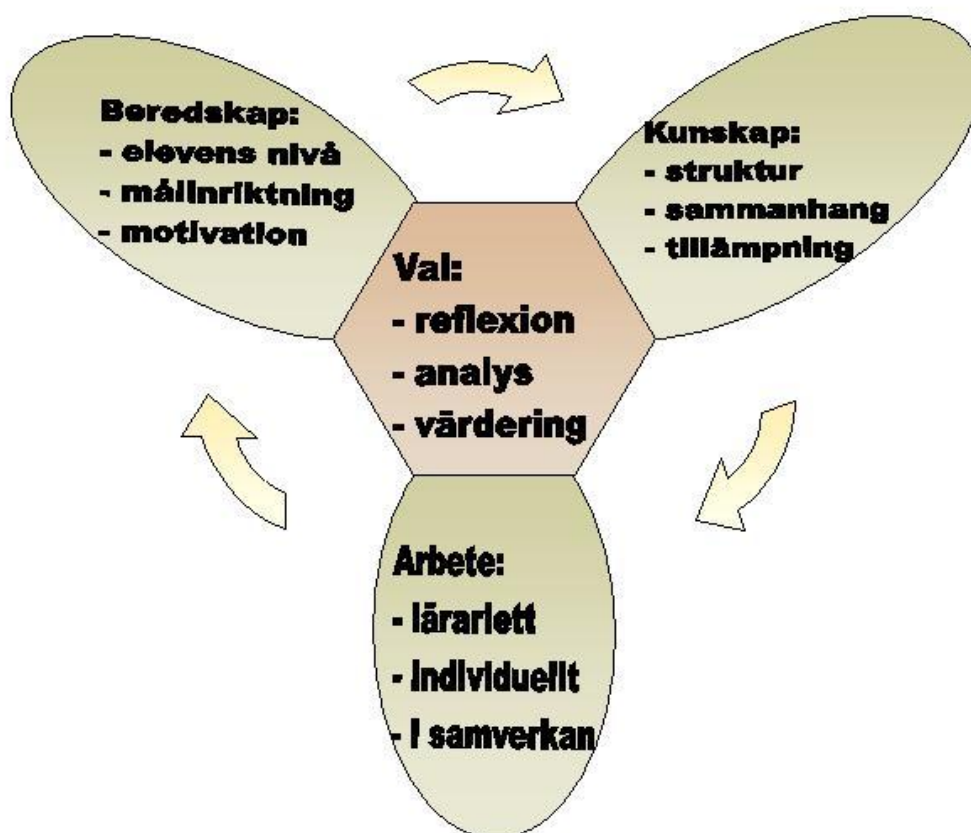 Beredskap:
- elevens nivå
- målinriktning
- motivation
Kunskap:
- struktur
- sammanhang
- tillämpning
Val:
- reflexion
- analys
- värdering
Arbete:
- lärarlett
- individuellt
- i samverkan